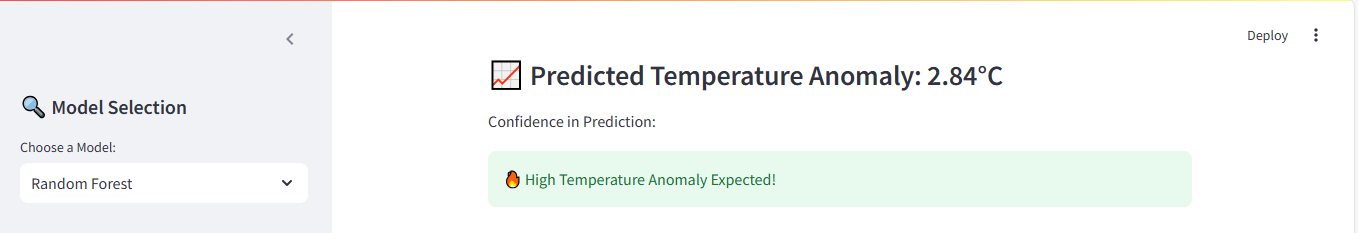 Deploy
🔍 Model Selection
Choose a Model:
Random Forest
📈 Predicted Temperature Anomaly: 2.84°C
Confidence in Prediction:
🔥 High Temperature Anomaly Expected!